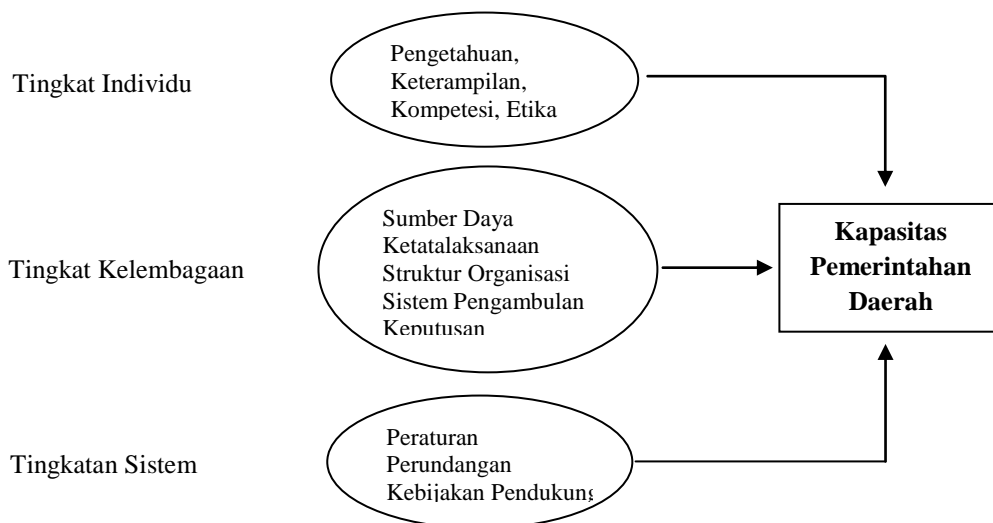 Tingkat Individu
Pengetahuan,
Keterampilan,
Kompetesi, Etika
Tingkat Kelembagaan
Sumber Daya
Ketatalaksanaan
Struktur Organisasi
Sistem Pengambulan
Keputusan
Kapasitas
Pemerintahan
Daerah
Tingkatan Sistem
Peraturan
Perundangan
Kebijakan Pendukung